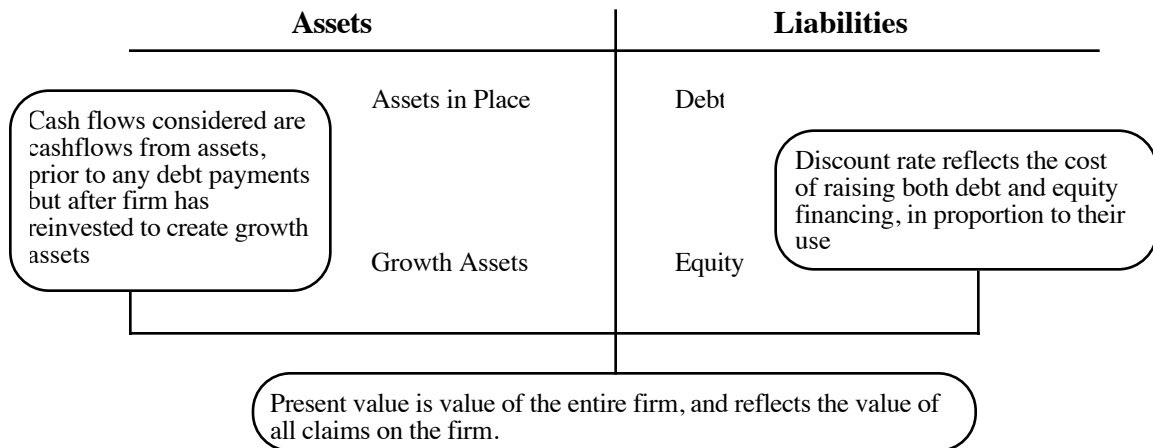 Assets
Liabilities
Assets in Place
Debt
Cash flows considered are
cashflows from assets,
prior to any debt payments
but after firm has
reinvested to create growth
assets
Discount rate reflects the cost
of raising both debt and equity
financing, in proportion to their
use
Growth Assets
Equity
Present value is value of the entire firm, and reflects the value of
all claims on the firm.